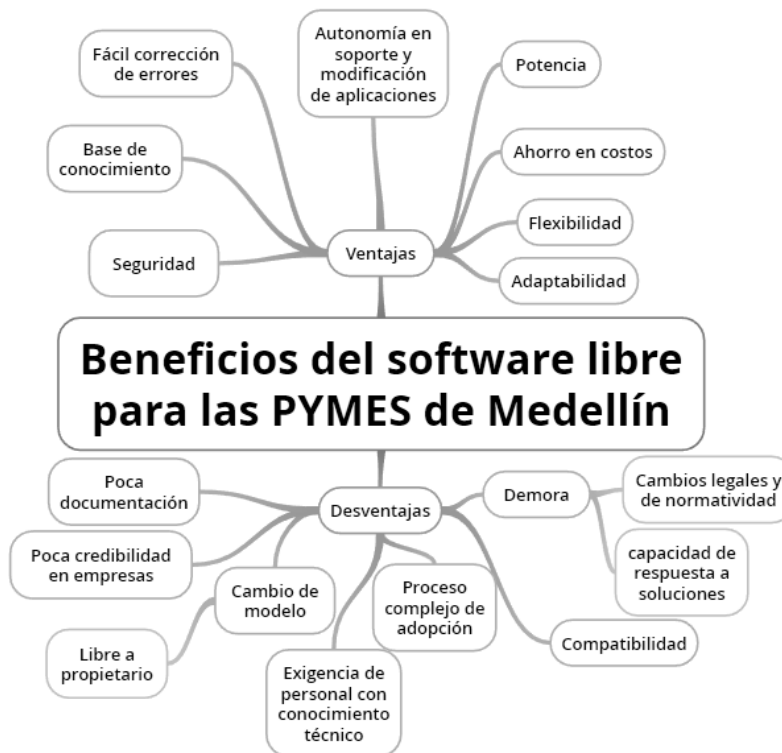 Fácil corrección
de errores
Autonomía en
soporte y
modificación
de aplicaciones
Potencia
Base de
conocimiento
Ahorro en costos
Flexibilidad
Seguridad
Ventajas
Adaptabilidad
Beneficios del software libre
para las PYMES de Medellín
Poca
documentación
Desventajas
Demora
Cambios legales y
de normatividad
Poca credibilidad
en empresas
capacidad de
respuesta a
soluciones
Cambio de
modelo
Proceso
complejo de
adopción
Compatibilidad
Libre a
propietario
Exigencia de
personal con
conocimiento
técnico